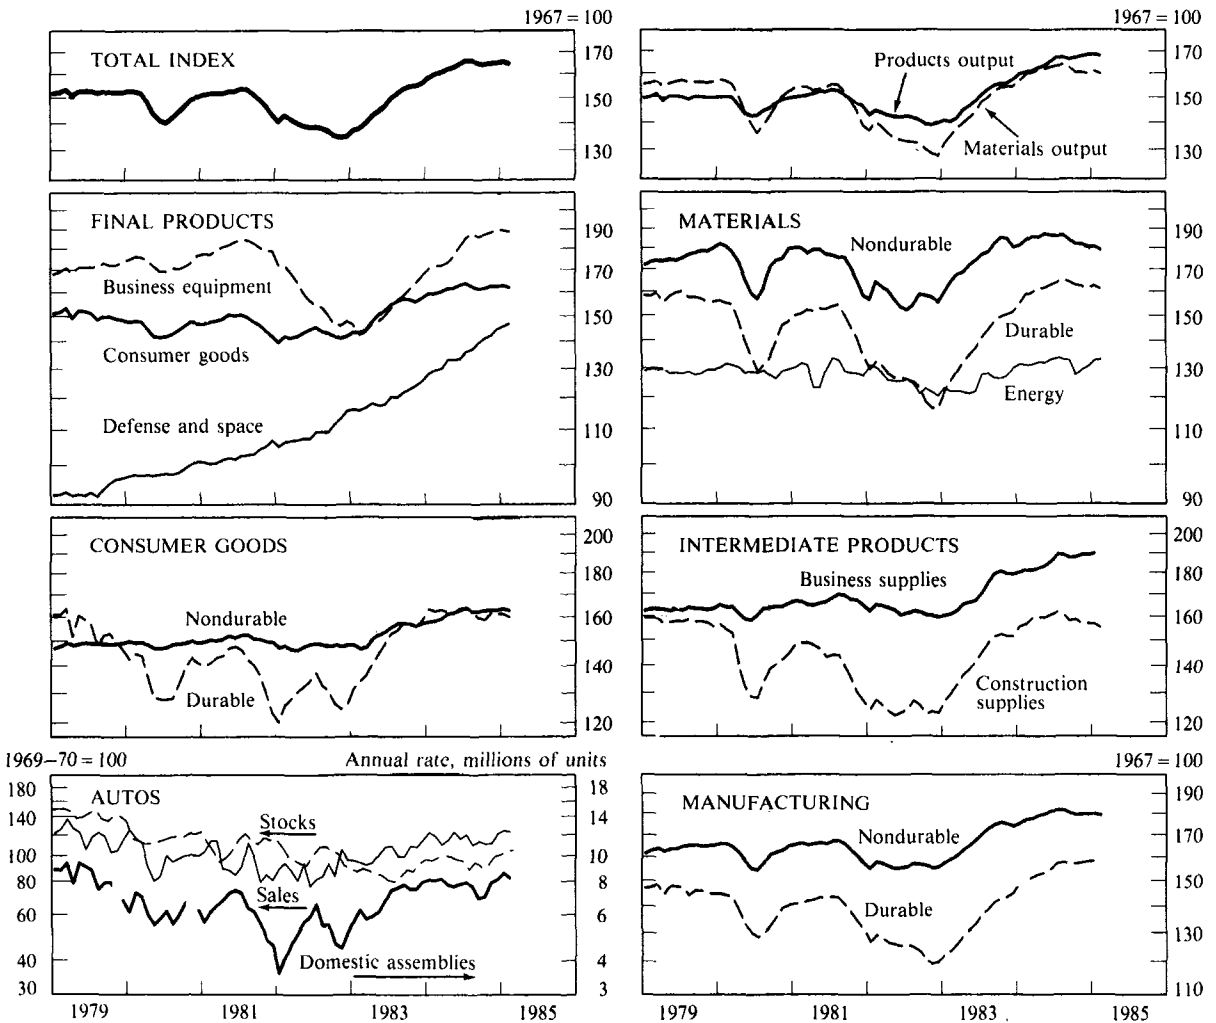 1967 = 100
TOTAL INDEX
170
150
130
FINAL PRODUCTS
Business equipment
Consumer goods
Defense and space
190
170
150
130
110
90
CONSUMER GOODS
Nondurable
Durable
200
180
160
140
120
1969–70 = 100
Annual rate, millions of units
AUTOS
Stocks
Sales
Domestic assemblies
180
140
100
80
60
40
30
18
14
10
8
6
4
3
1979
1981
1983
1985
1967 = 100
Products output
Materials output
170
150
130
MATERIALS
Nondurable
Durable
Energy
190
170
150
130
110
90
INTERMEDIATE PRODUCTS
Business supplies
Construction
supplies
200
180
160
140
120
1967 = 100
MANUFACTURING
Nondurable
Durable
190
170
150
130
110
1979
1981
1983
1985